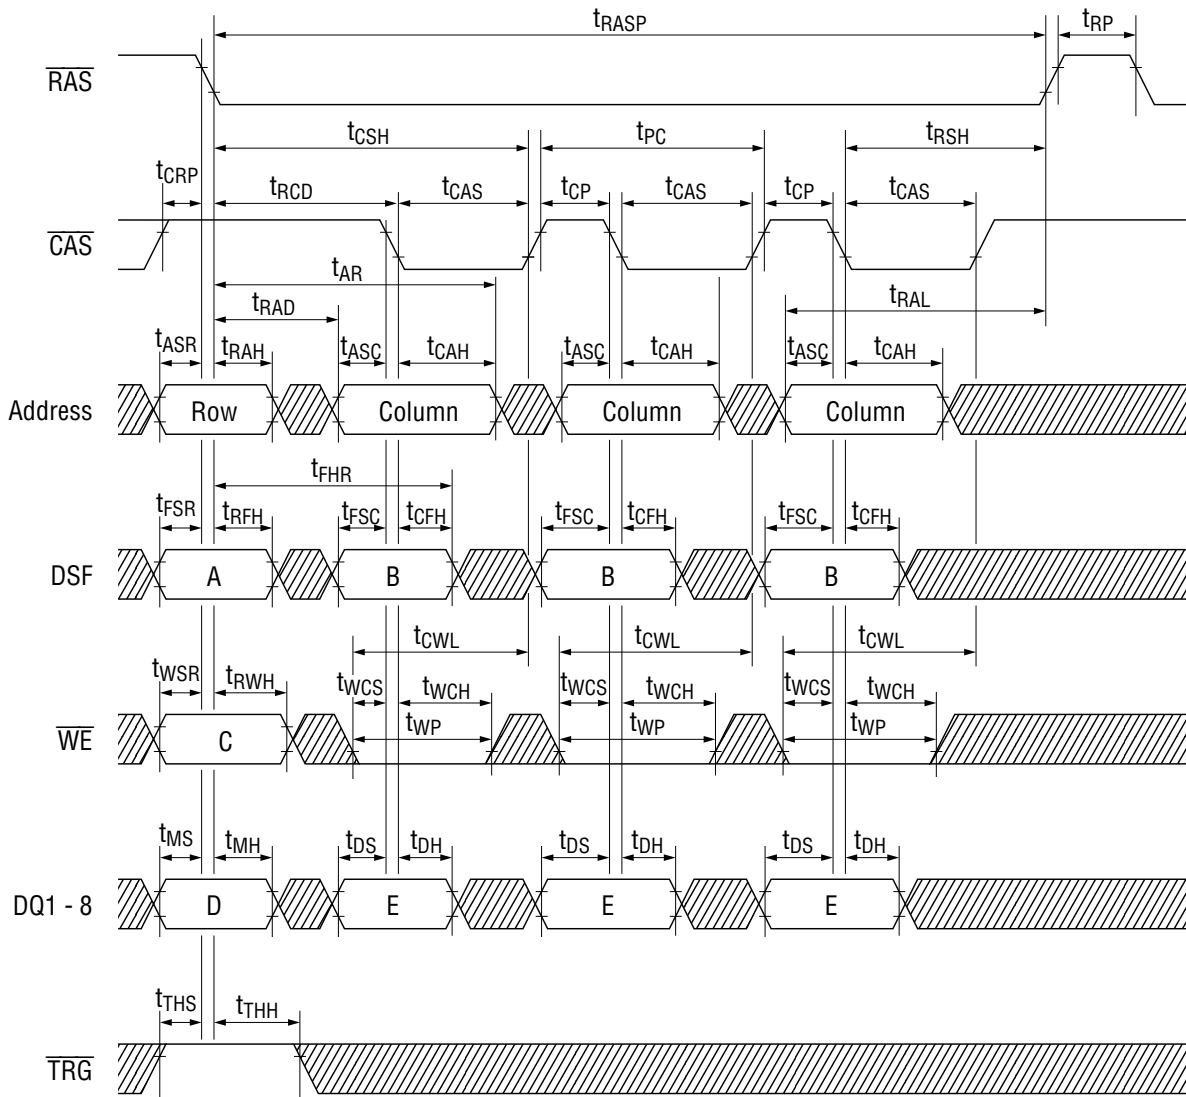 tRASP tRP
RAS
tCSH tPC tRSH
tCRP tRCD tCAS tCP tCAS tCP tCAS
CAS
tAR
tRAD tRAL
tASR tRAH tASC tCAH tASC tCAH tASC tCAH
Address Row Column Column Column
tFHR
tFSR tRFH tFSC tCFH tFSC tCFH tFSC tCFH
DSF A B B B
tCWL tCWL tCWL
tWSR tRWH tWCS tWCH tWCS tWCH tWCS tWCH
tWP tWP tWP
WE C
tMS tMH tDS tDH tDS tDH tDS tDH
DQ1 - 8 D E E E
tTHS tTHH
TRG